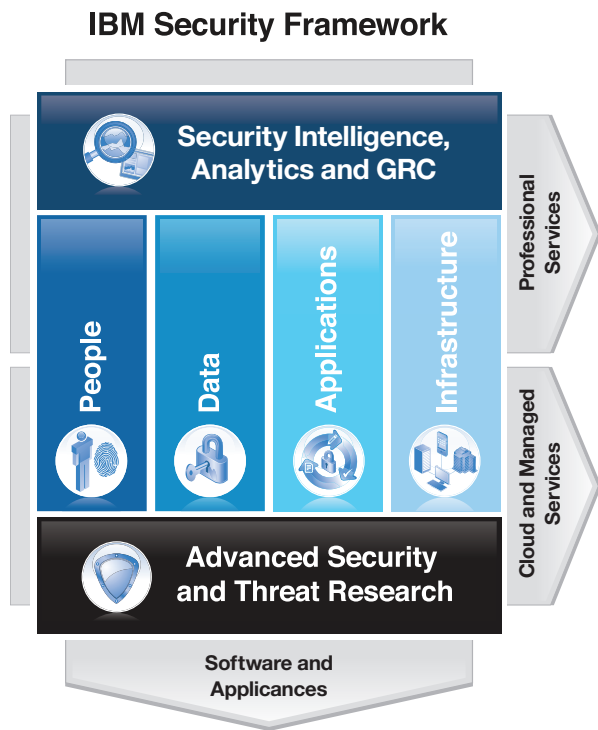 IBM Security Framework
Security Intelligence,
Analytics and GRC
People
Data
Applications
Infrastructure
Professional
Services
Cloud and Managed
Services
Advanced Security
and Threat Research
Software and
Applicances